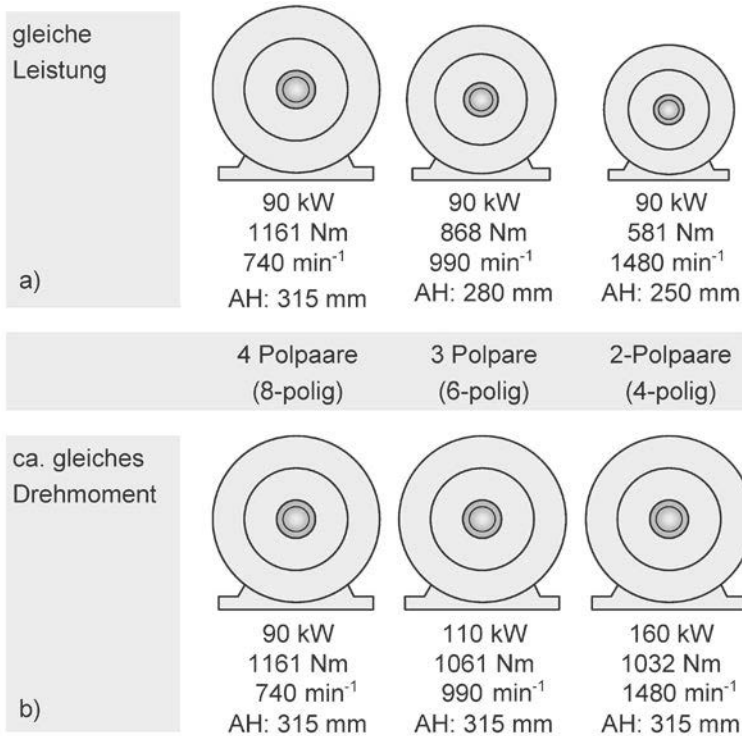 gleiche
Leistung
a)
90 kW
1161 Nm
740 min⁻¹
AH: 315 mm
90 kW
868 Nm
990 min⁻¹
AH: 280 mm
90 kW
581 Nm
1480 min⁻¹
AH: 250 mm
4 Polpaare
(8-polig)
3 Polpare
(6-polig)
2-Polpaare
(4-polig)
ca. gleiches
Drehmoment
b)
90 kW
1161 Nm
740 min⁻¹
AH: 315 mm
110 kW
1061 Nm
990 min⁻¹
AH: 315 mm
160 kW
1032 Nm
1480 min⁻¹
AH: 315 mm